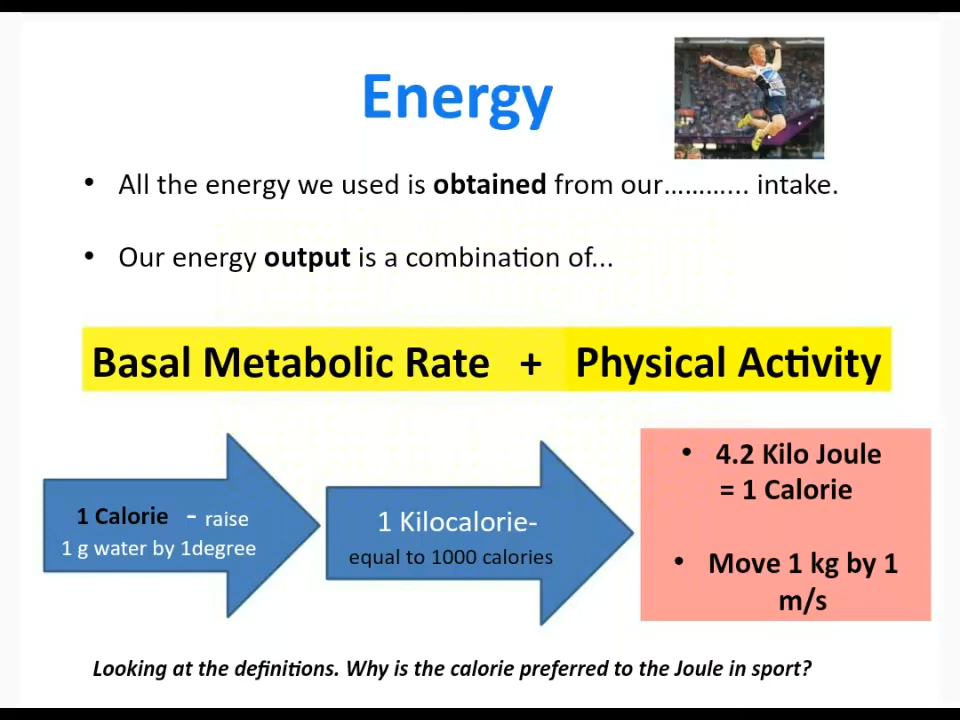 Energy
• All the energy we used is obtained from our………… intake.
• Our energy output is a combination of...
Basal Metabolic Rate + Physical Activity
1 Calorie - raise
1 g water by 1degree
1 Kilocalorie-
equal to 1000 calories
• 4.2 Kilo Joule
= 1 Calorie
• Move 1 kg by 1
m/s
Looking at the definitions. Why is the calorie preferred to the Joule in sport?